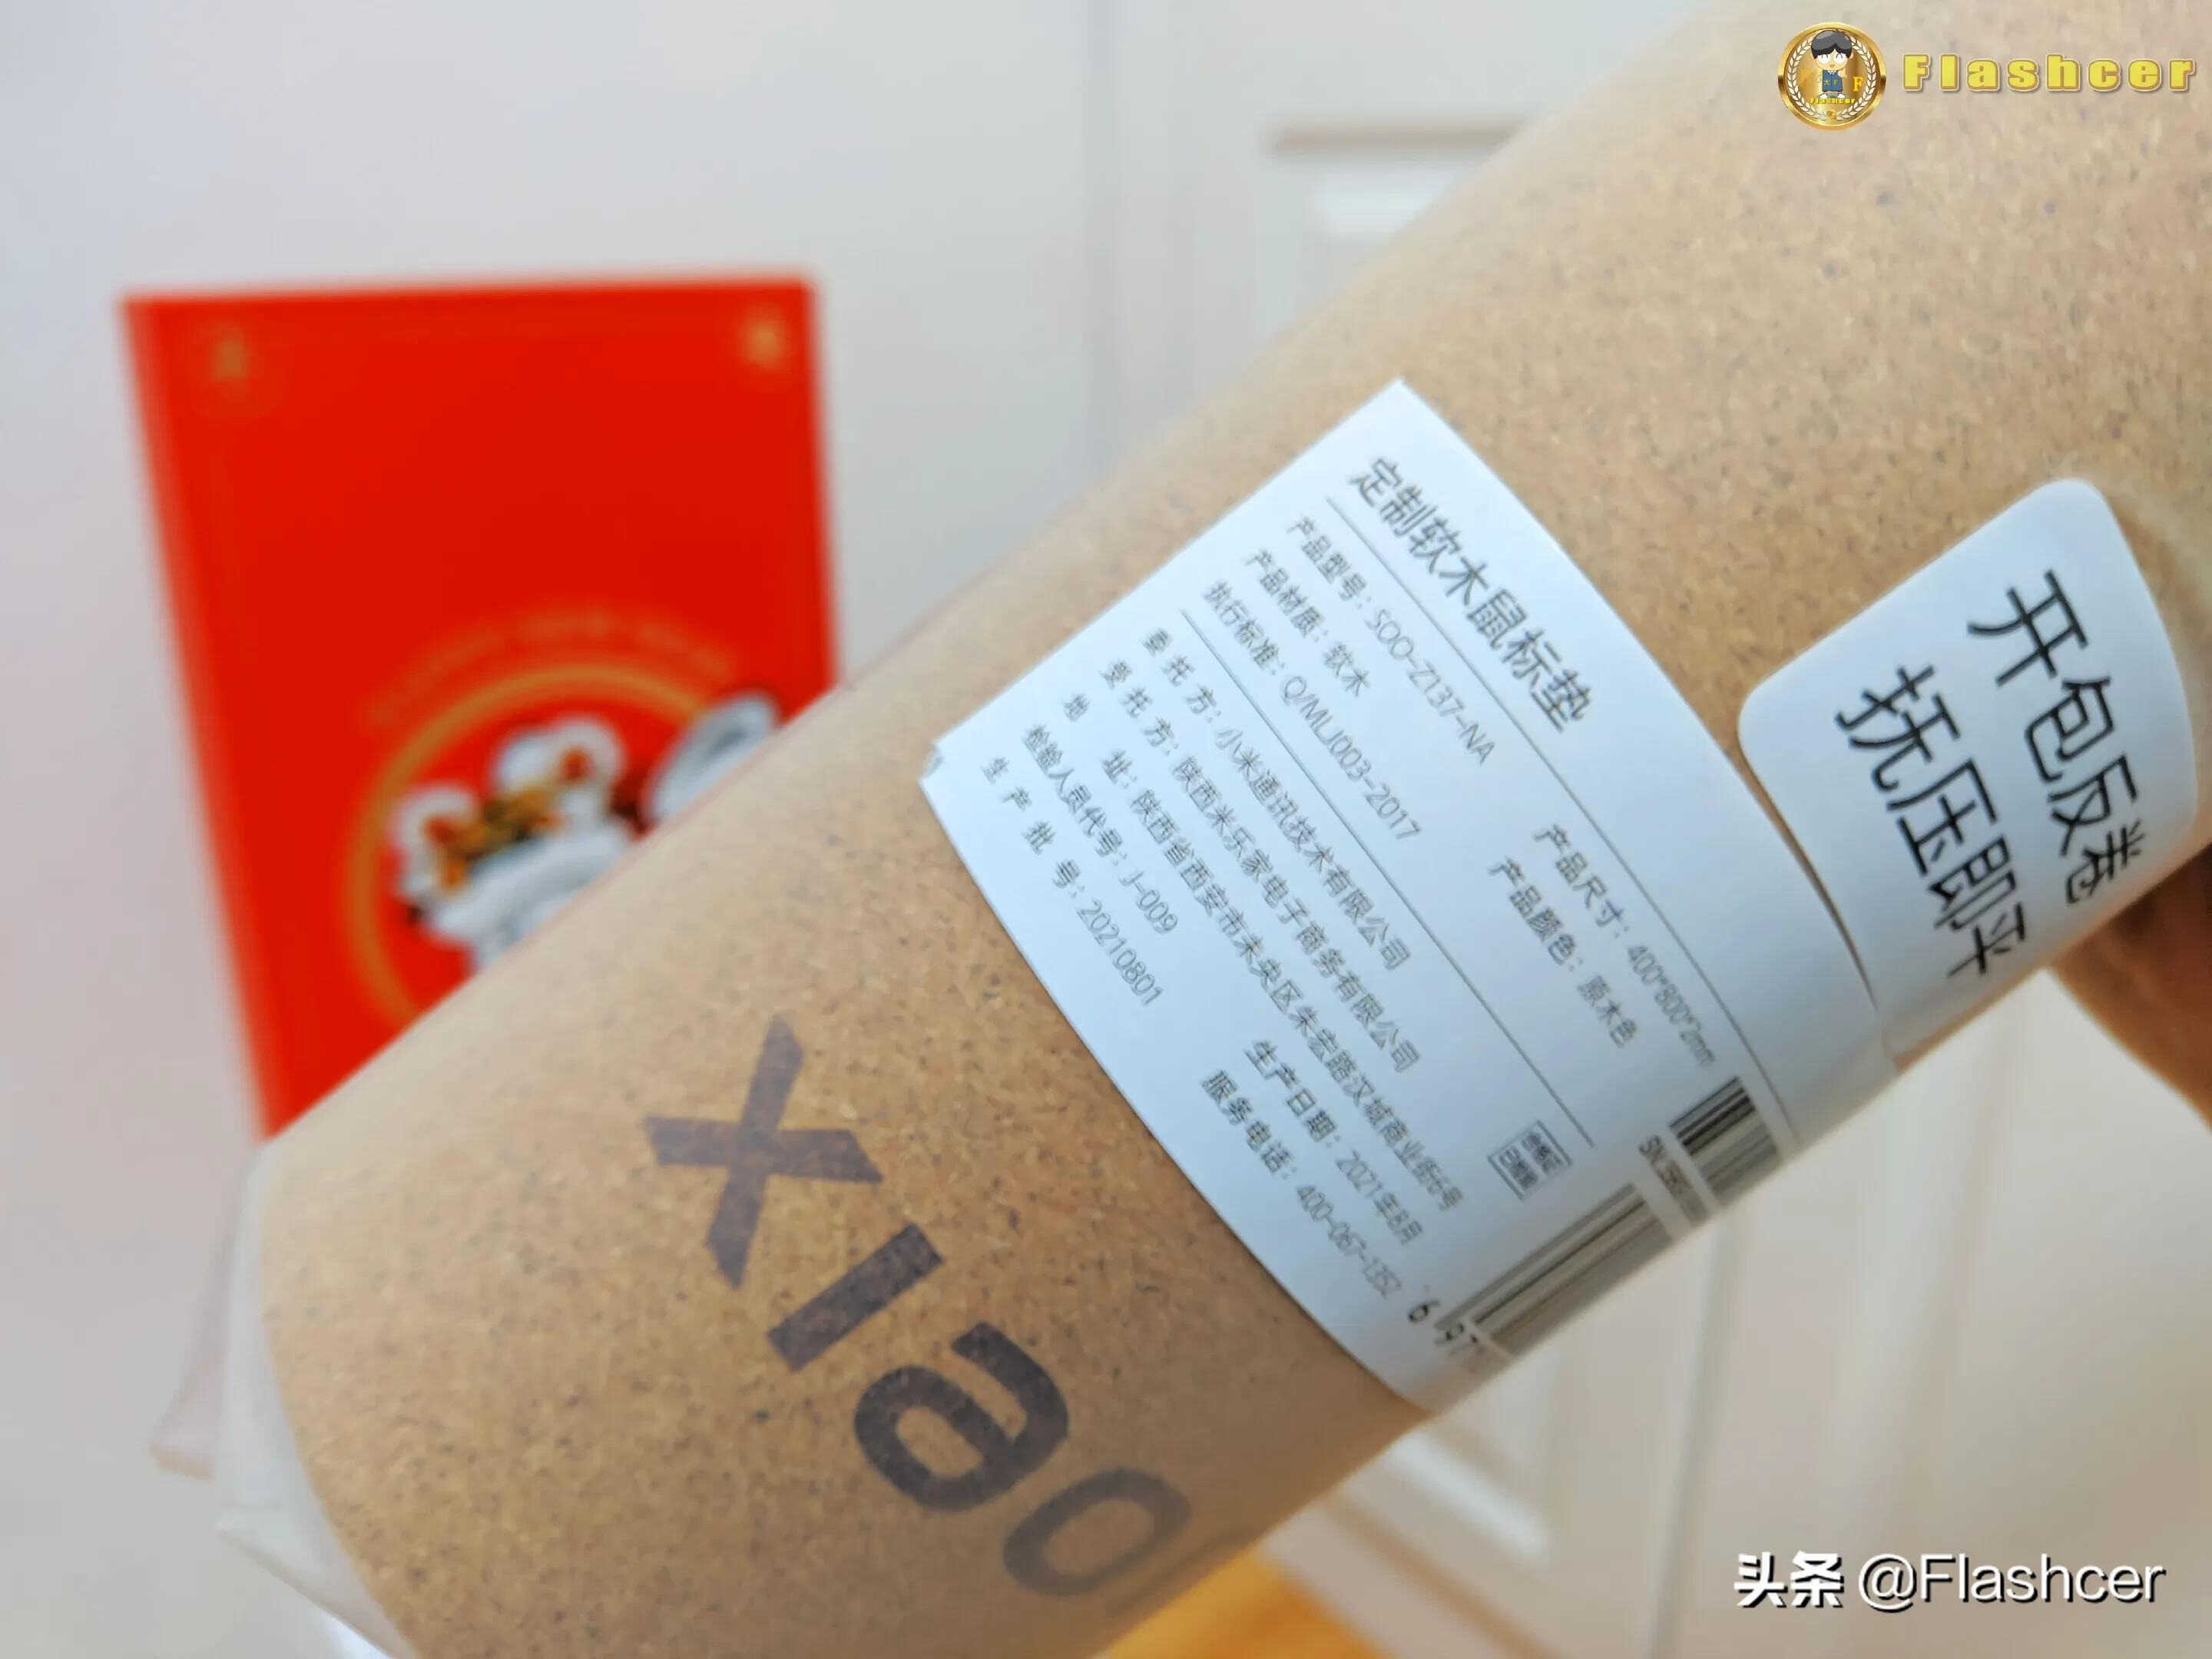 Flashcer
定制软木鼠标垫
产品型号：SOO-Z137-NA
产品尺寸：400*800*2mm
产品材质：软木
产品颜色：原木色
执行标准：Q/MLJ003-2017
委托方：小米通讯技术有限公司
受托方：陕西米乐家电子商务有限公司
地址：陕西省西安市未央区朱宏路汉城商业街6号
检验人员代号：J-009
生产日期：2021年8月
生产批号：20210801
服务电话：400-067-1352
6 97
开包反卷
抚压即平
xiao
头条 @Flashcer